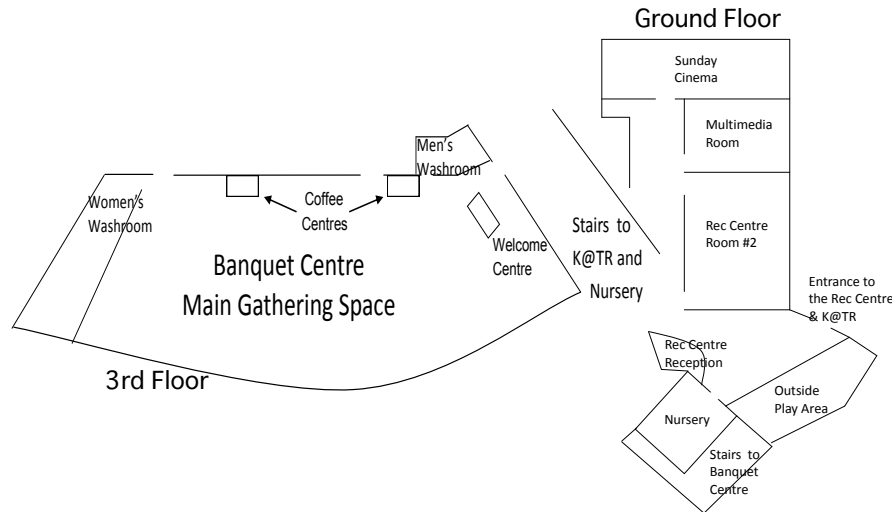 Ground Floor
Sunday
Cinema
Multimedia
Room
Men's
Washroom
Women's
Washroom
Coffee
Centres
Welcome
Centre
Stairs to
K@TR and
Nursery
Rec Centre
Room #2
Banquet Centre
Main Gathering Space
Entrance to
the Rec Centre
& K@TR
3rd Floor
Rec Centre
Reception
Outside
Play Area
Nursery
Stairs to
Banquet
Centre